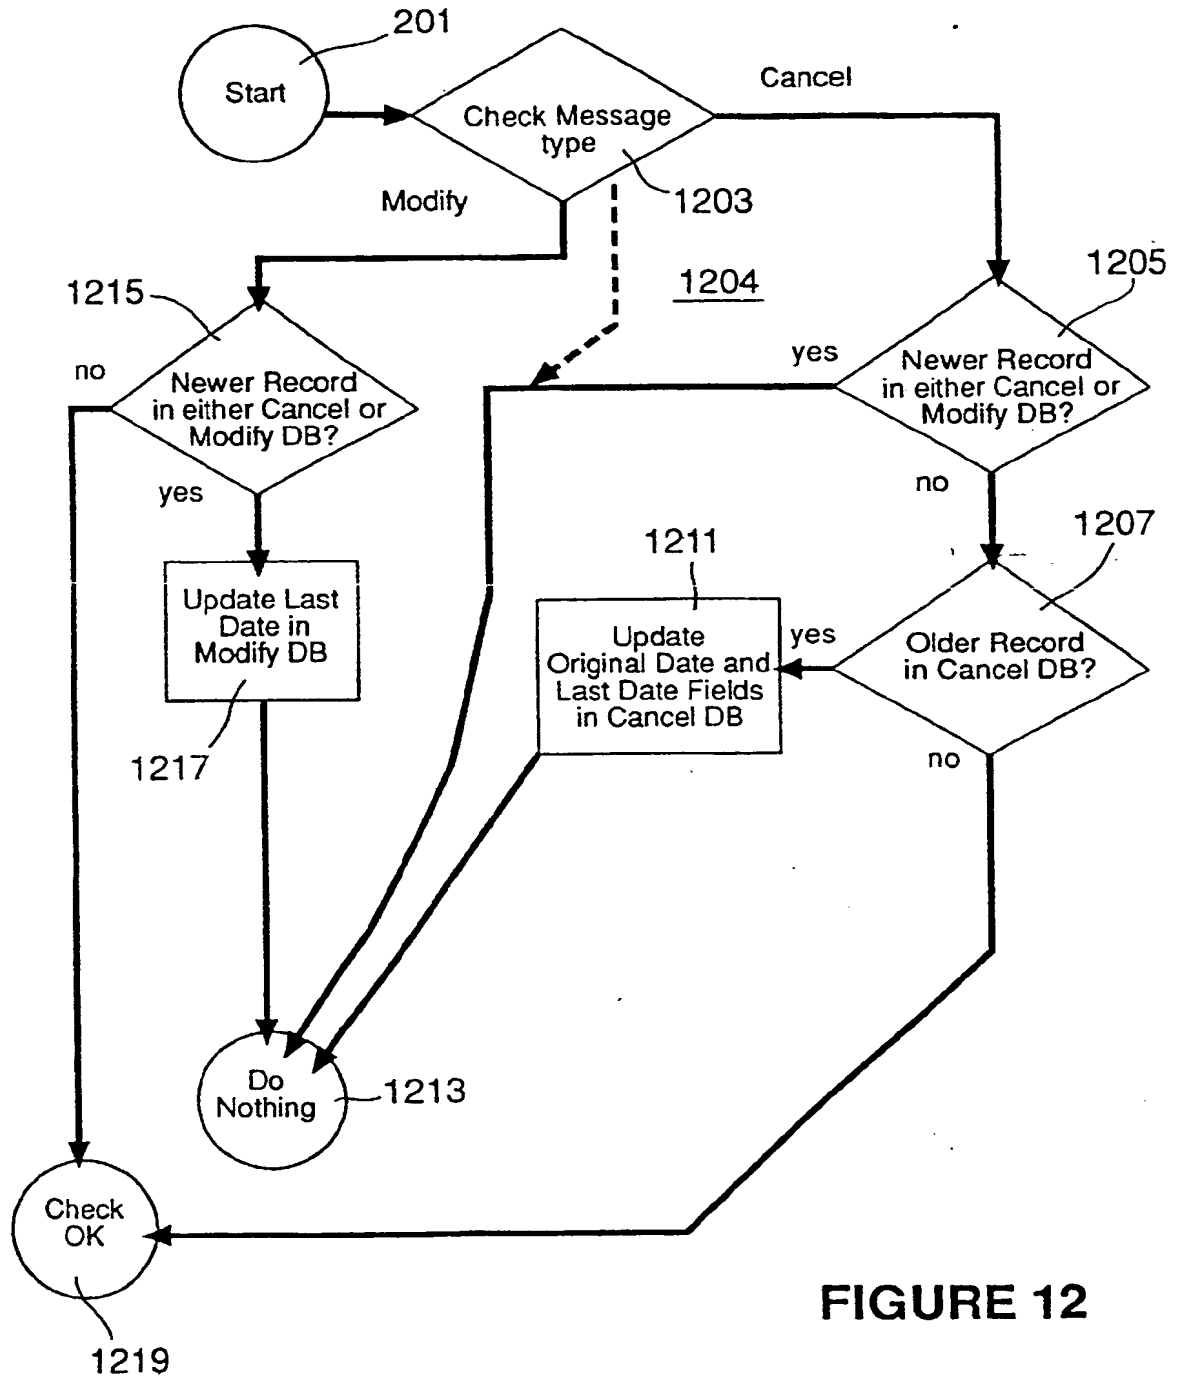 201
Start
Cancel
Check Message
type
1203
Modify
1204
1205
1215
yes
no
Newer Record
in either Cancel or
Modify DB?
Newer Record
in either Cancel or
Modify DB?
yes
no
1207
1211
Update Last
Date in
Modify DB
Update
Original Date and
Last Date Fields
in Cancel DB
yes
Older Record
in Cancel DB?
1217
no
Do
Nothing
1213
Check
OK
1219
FIGURE 12